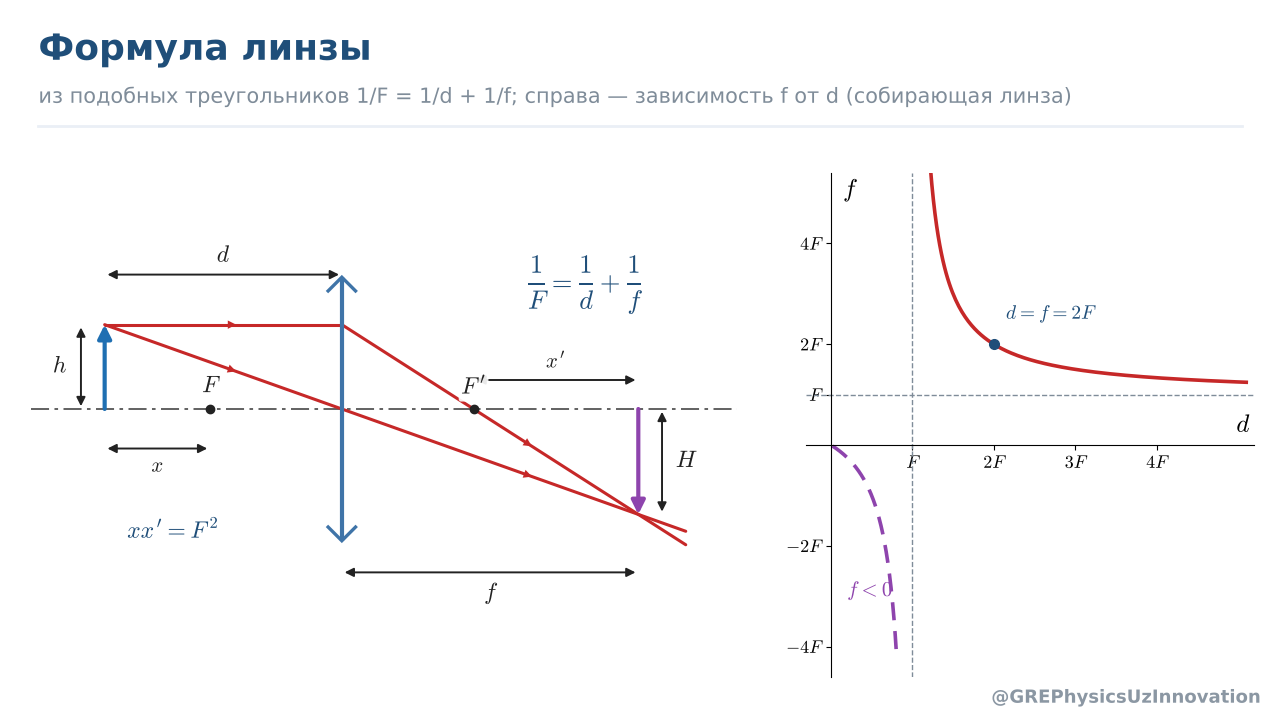 Формула линзы
из подобных треугольников 1/F = 1/d + 1/f; справа — зависимость f от d (собирающая линза)
d
1/F = 1/d + 1/f
h
F
F′
x′
x
H
xx′ = F²
f
f
4F
2F
F
−2F
−4F
d = f = 2F
d
F
2F
3F
4F
f < 0
@GREPhysicsUzInnovation